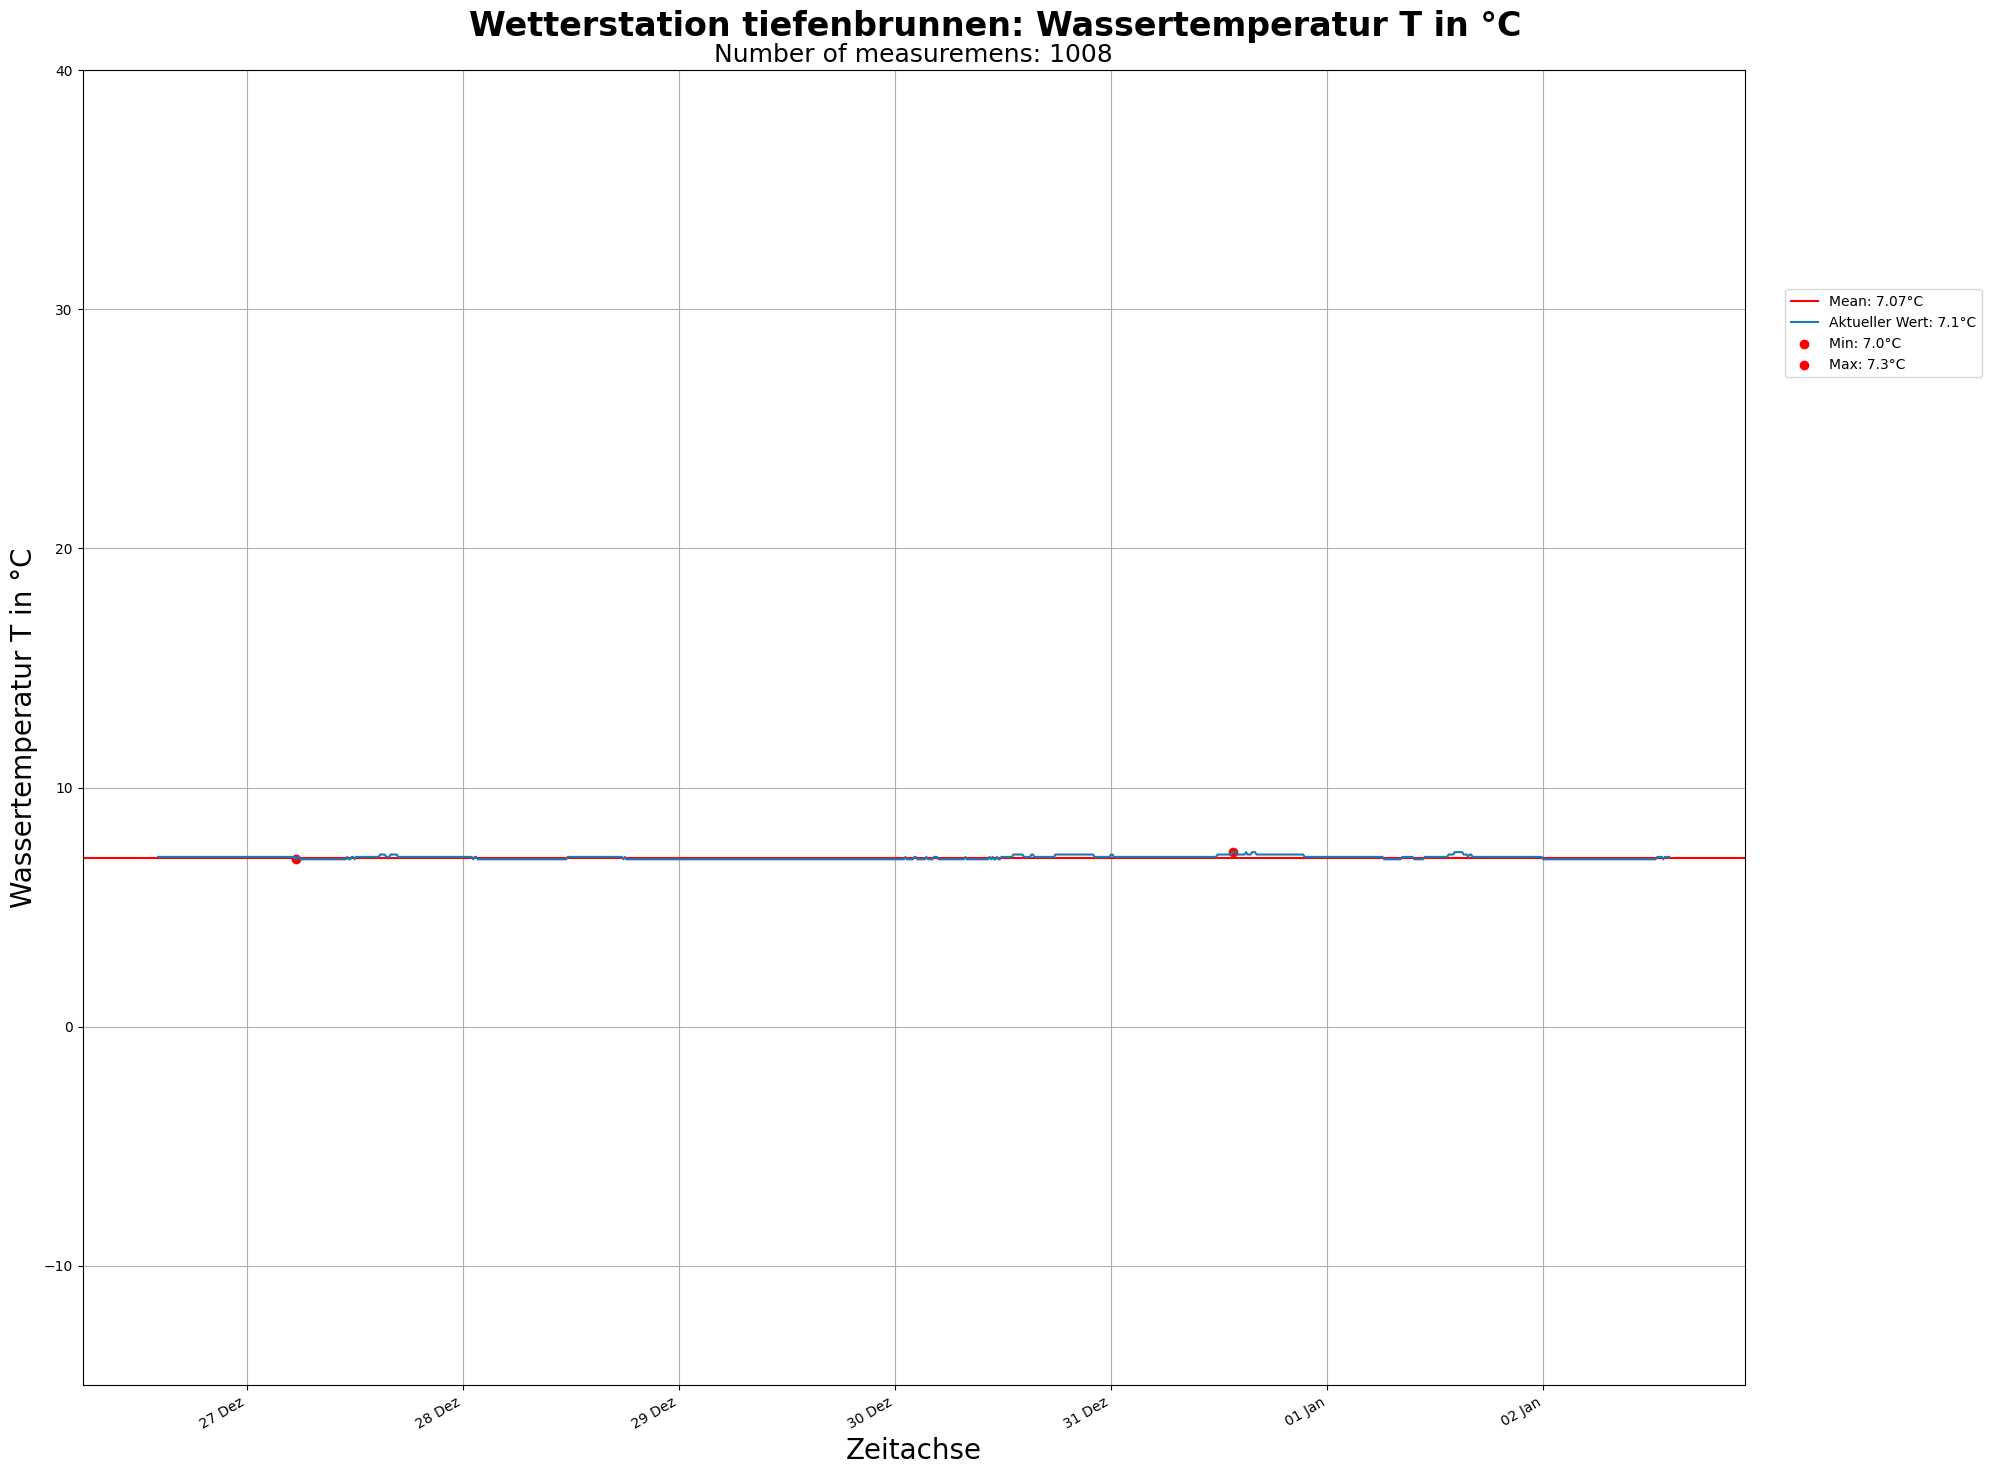 Wetterstation tiefenbrunnen: Wassertemperatur T in °C
Number of measuremens: 1008
40
30
20
10
0
−10
Wassertemperatur T in °C
Mean: 7.07°C
Aktueller Wert: 7.1°C
Min: 7.0°C
Max: 7.3°C
27 Dez
28 Dez
29 Dez
30 Dez
31 Dez
01 Jan
02 Jan
Zeitachse